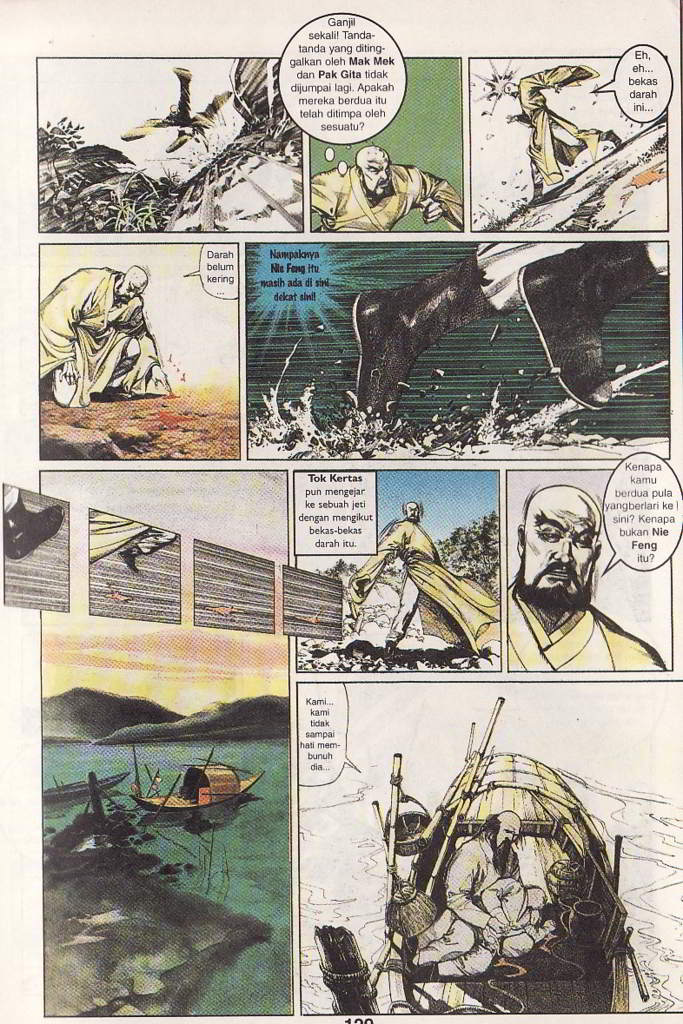 Ganjil
sekali! Tanda-
tanda yang diting-
galkan oleh Mak Mek
dan Pak Gita tidak
dijumpai lagi. Apakah
mereka berdua itu
telah ditimpa oleh
sesuatu?
Eh,
eh...
bekas
darah
ini...
Darah
belum
kering
...
Nampaknya
Nie Feng itu
masih ada di sini
dekat sini!
Tok Kertas
pun mengejar
ke sebuah jeti
dengan mengikut
bekas-bekas
darah itu.
Kenapa
kamu
berdua pula
yangberlari ke
sini? Kenapa
bukan Nie
Feng
itu?
Kami...
kami
tidak
sampai
hati mem-
bunuh
dia...